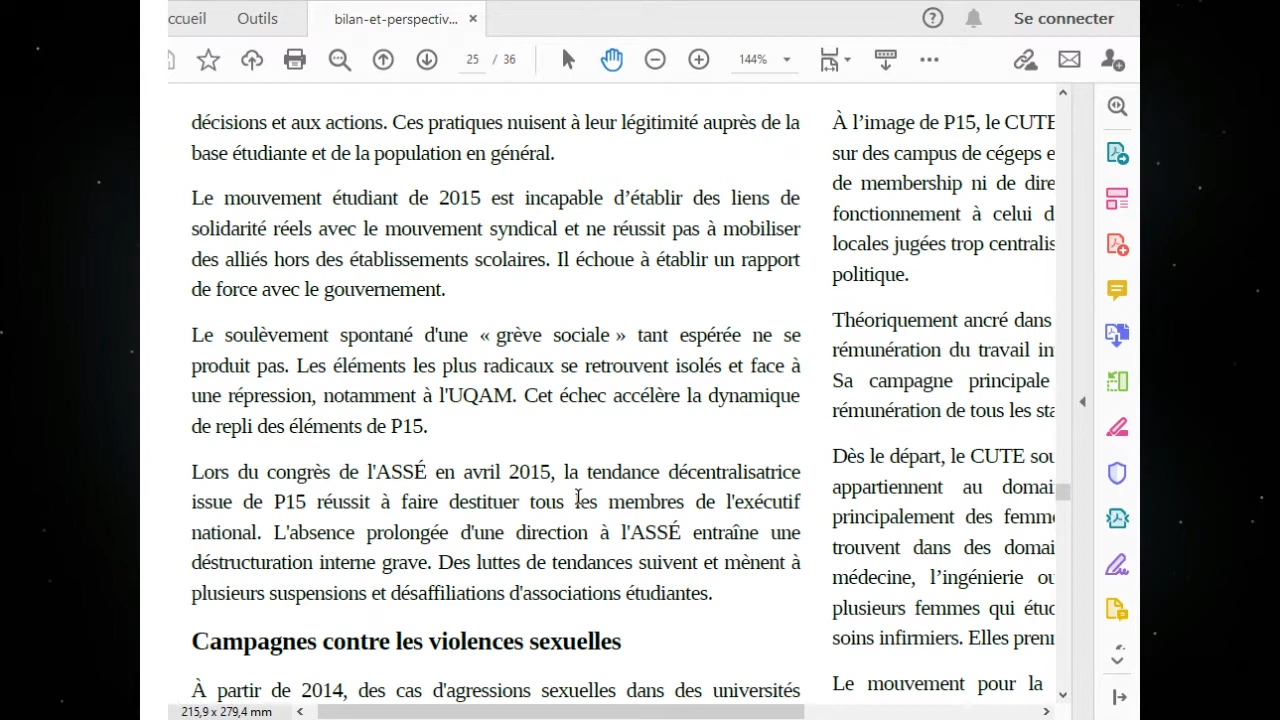 ccueil
Outils
bilan-et-perspectiv...
Se connecter
25 / 36
144%
décisions et aux actions. Ces pratiques nuisent à leur légitimité auprès de la
base étudiante et de la population en général.
Le mouvement étudiant de 2015 est incapable d’établir des liens de
solidarité réels avec le mouvement syndical et ne réussit pas à mobiliser
des alliés hors des établissements scolaires. Il échoue à établir un rapport
de force avec le gouvernement.
Le soulèvement spontané d'une « grève sociale » tant espérée ne se
produit pas. Les éléments les plus radicaux se retrouvent isolés et face à
une répression, notamment à l'UQAM. Cet échec accélère la dynamique
de repli des éléments de P15.
Lors du congrès de l'ASSÉ en avril 2015, la tendance décentralisatrice
issue de P15 réussit à faire destituer tous les membres de l'exécutif
national. L'absence prolongée d'une direction à l'ASSÉ entraîne une
déstructuration interne grave. Des luttes de tendances suivent et mènent à
plusieurs suspensions et désaffiliations d'associations étudiantes.
Campagnes contre les violences sexuelles
À partir de 2014, des cas d'agressions sexuelles dans des universités
À l’image de P15, le CUTE
sur des campus de cégeps e
de membership ni de dire
fonctionnement à celui d
locales jugées trop centralis
politique.
Théoriquement ancré dans
rémunération du travail in
Sa campagne principale
rémunération de tous les sta
Dès le départ, le CUTE sou
appartiennent au domai
principalement des femme
trouvent dans des domai
médecine, l’ingénierie ou
plusieurs femmes qui étud
soins infirmiers. Elles prenn
Le mouvement pour la
215,9 x 279,4 mm